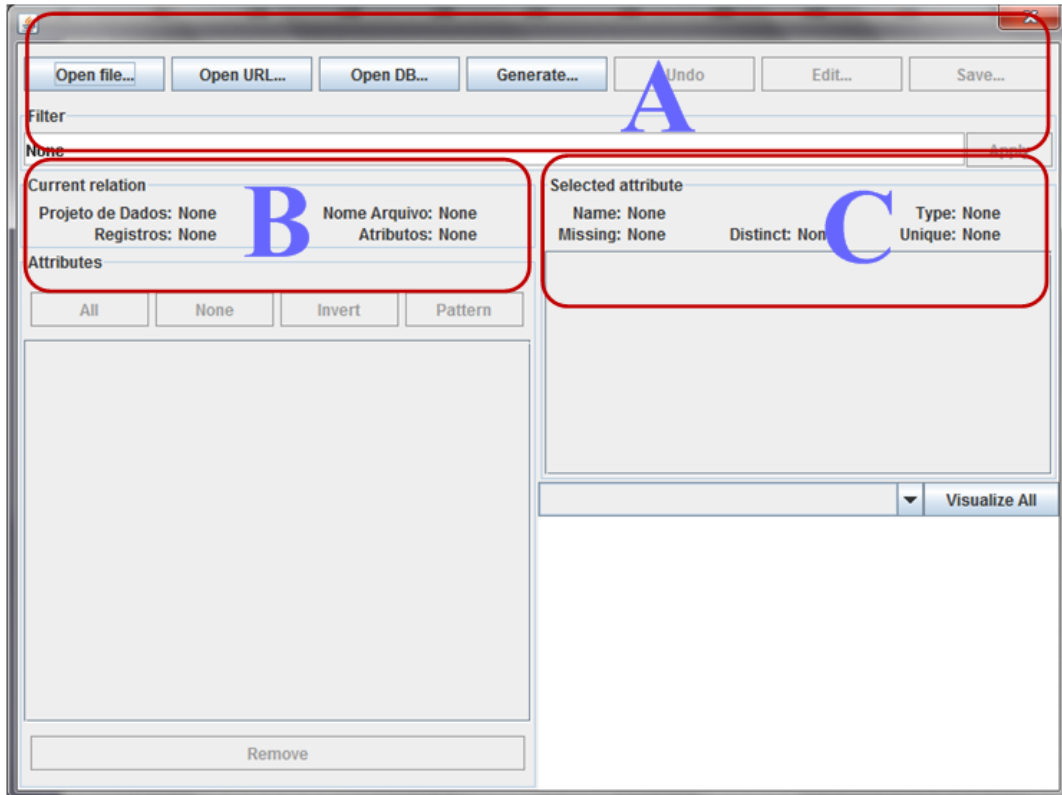 Open file... Open URL... Open DB... Generate... Undo Edit... Save...
A
Filter
None Apply
Current relation
Projeto de Dados: None Nome Arquivo: None
Registros: None Atributos: None
B
Selected attribute
Name: None Type: None
Missing: None Distinct: None Unique: None
C
Attributes
All None Invert Pattern
Visualize All
Remove